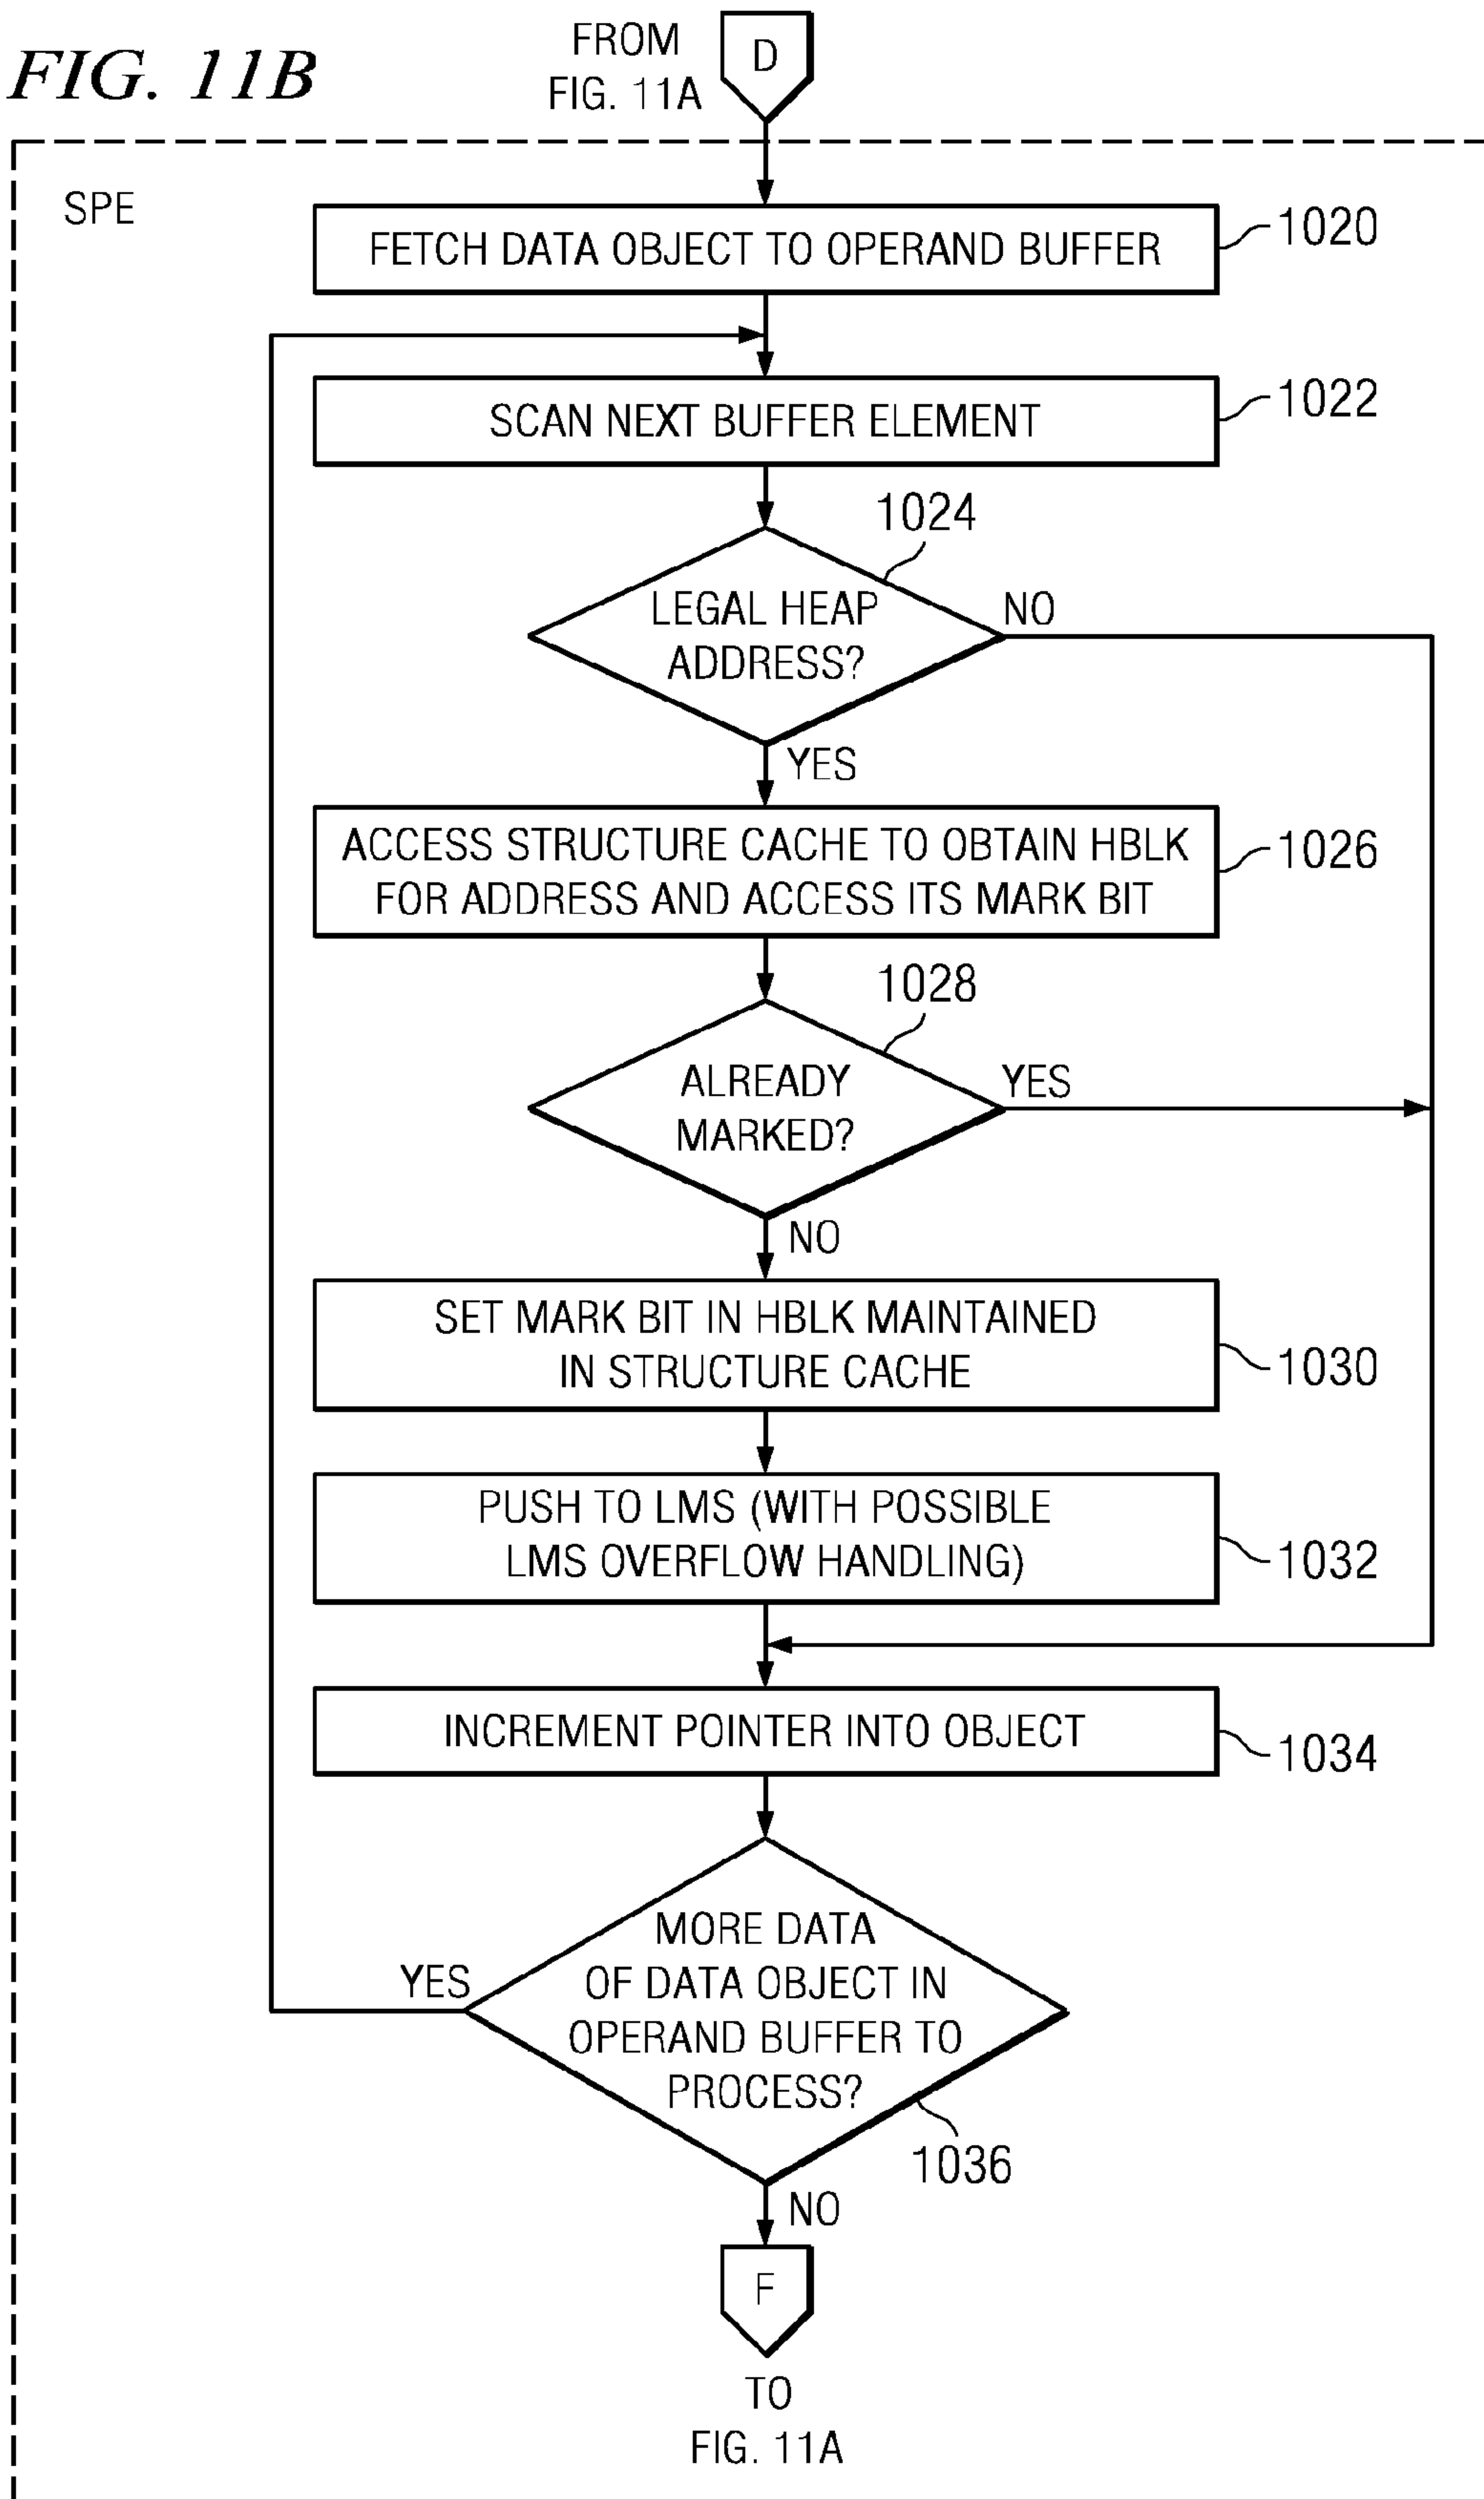 FIG. 11B
FROM
FIG. 11A
D
SPE
FETCH DATA OBJECT TO OPERAND BUFFER
1020
SCAN NEXT BUFFER ELEMENT
1022
1024
LEGAL HEAP
ADDRESS?
NO
YES
ACCESS STRUCTURE CACHE TO OBTAIN HBLK
FOR ADDRESS AND ACCESS ITS MARK BIT
1026
1028
ALREADY
MARKED?
YES
NO
SET MARK BIT IN HBLK MAINTAINED
IN STRUCTURE CACHE
1030
PUSH TO LMS (WITH POSSIBLE
LMS OVERFLOW HANDLING)
1032
INCREMENT POINTER INTO OBJECT
1034
MORE DATA
OF DATA OBJECT IN
OPERAND BUFFER TO
PROCESS?
YES
1036
NO
F
TO
FIG. 11A